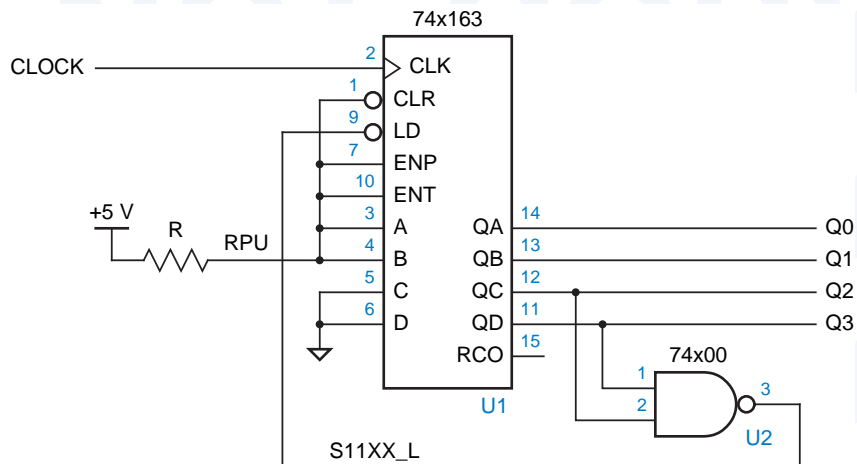 74x163
CLOCK
2
CLK
1
CLR
9
LD
7
ENP
10
ENT
+5 V
R
RPU
3
A
QA
14
Q0
4
B
QB
13
Q1
5
C
QC
12
Q2
6
D
QD
11
Q3
RCO
15
74x00
1
2
3
U1
U2
S11XX_L